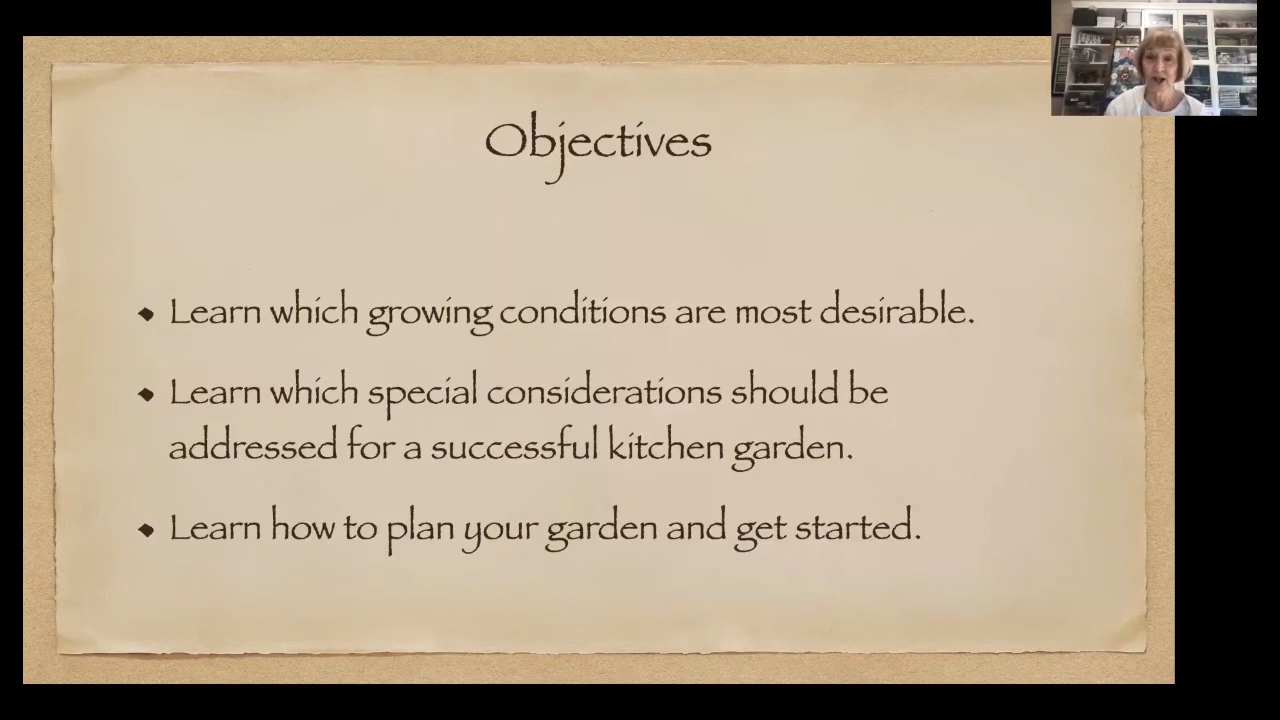 Objectives
Learn which growing conditions are most desirable.
Learn which special considerations should be
addressed for a successful kitchen garden.
Learn how to plan your garden and get started.